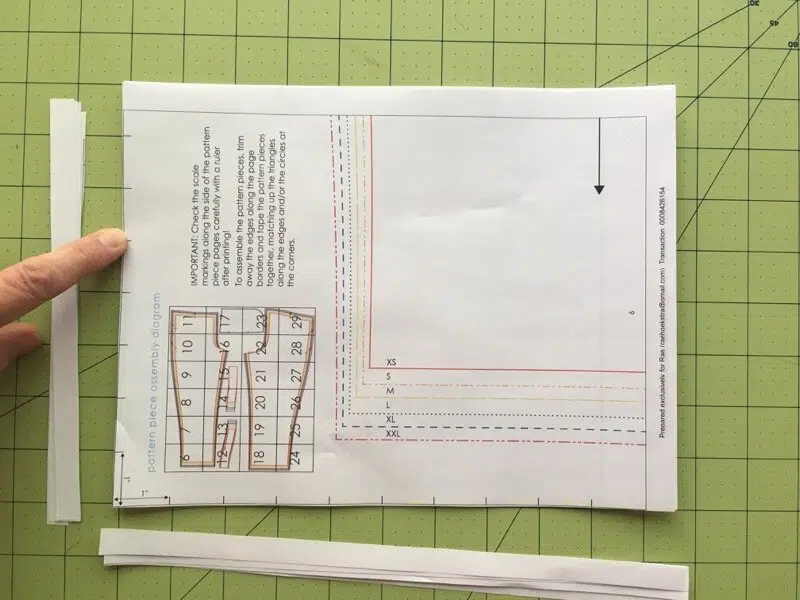 pattern piece assembly diagram
6 7 8 9 10 11
12 13 14 15 16 17
18 19 20 21 22 23
24 25 26 27 28 29
IMPORTANT: Check the scale
markings along the side of the pattern
piece pages carefully with a ruler
after printing!
To assemble the pattern pieces, trim
away the edges along the page
borders and tape the pattern pieces
together, matching up the triangles
along the edges and/or the circles at
the corners.
1"
1"
XS
S
M
L
XL
XXL
6
Prepared exclusively for Rae (raehoekstra@gmail.com) Transaction 0008426154
30
45
60